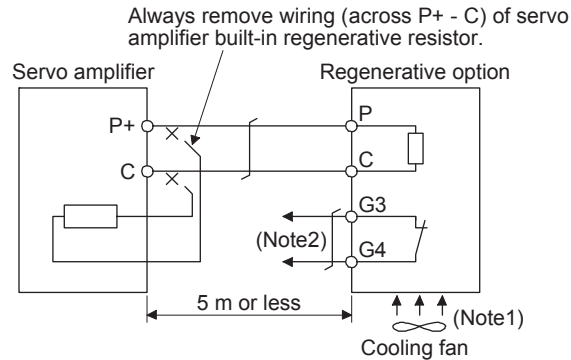 Always remove wiring (across P+ - C) of servo
amplifier built-in regenerative resistor.
Servo amplifier
Regenerative option
P+
P
C
C
G3
(Note2)
G4
5 m or less
(Note1)
Cooling fan